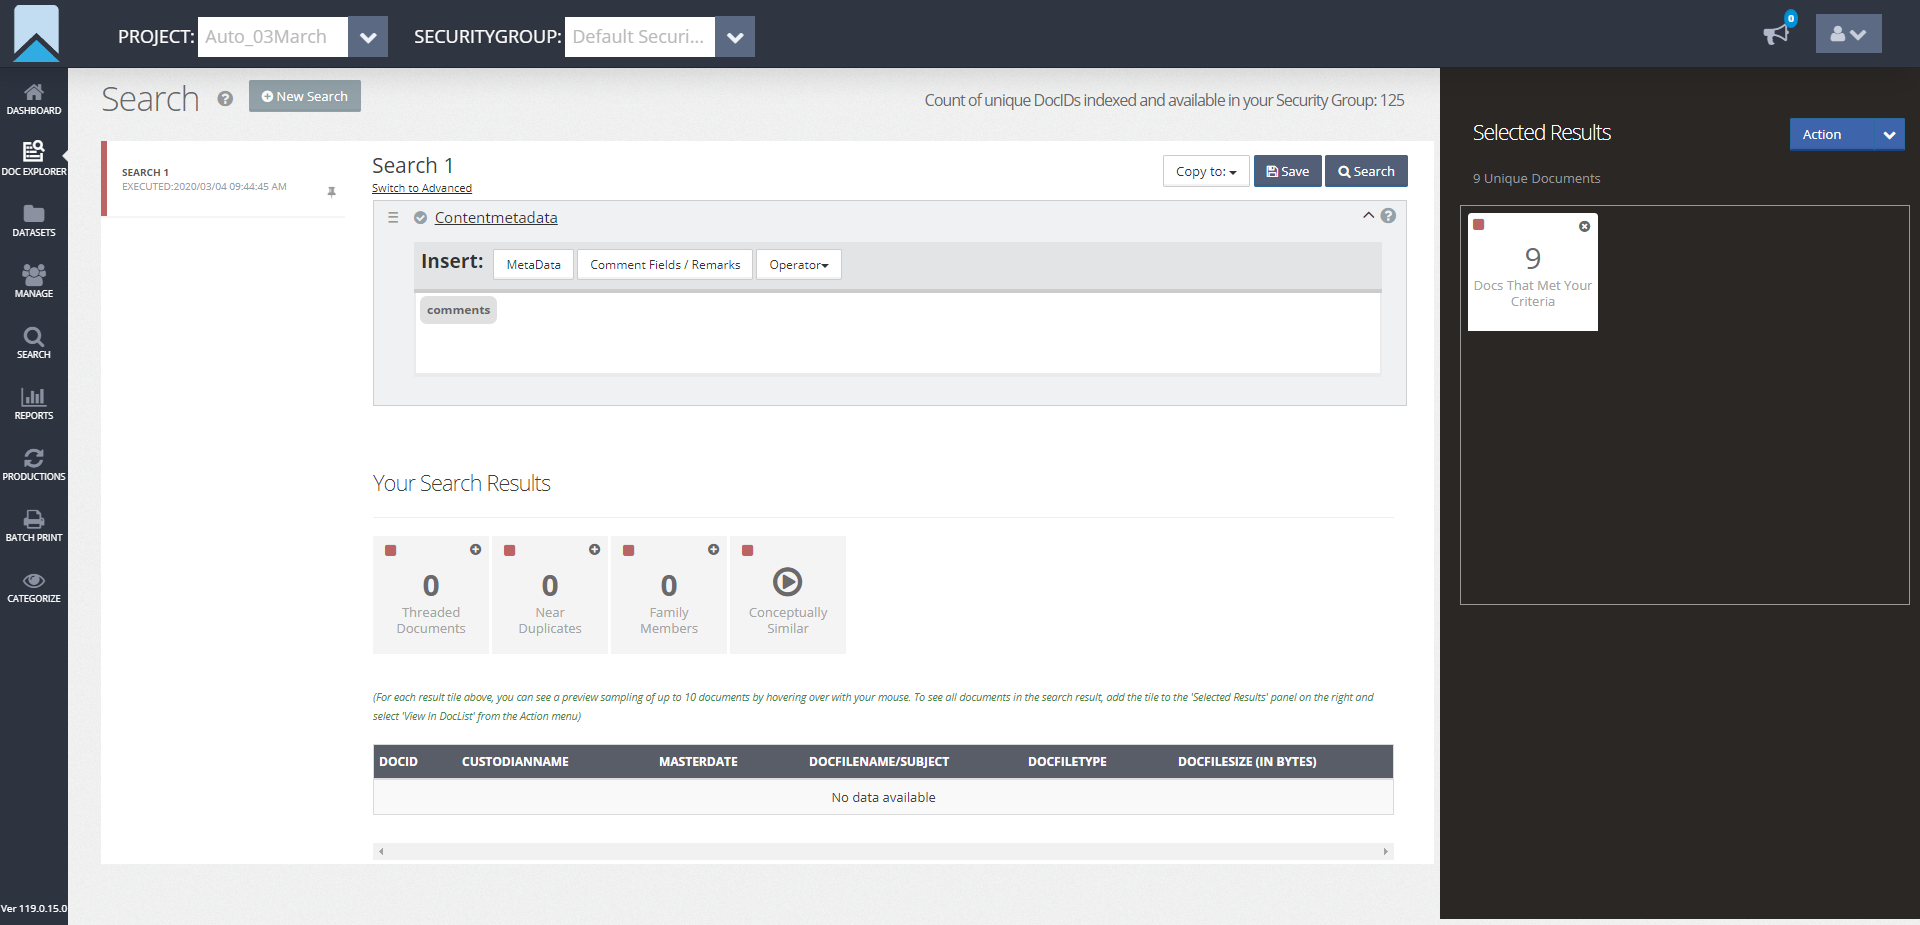 PROJECT: Auto_03March SECURITYGROUP: Default Securi... 0
DASHBOARD
DOC EXPLORER
DATASETS
MANAGE
SEARCH
REPORTS
PRODUCTIONS
BATCH PRINT
CATEGORIZE
Ver 119.0.15.0
Search ? New Search
Count of unique DocIDs indexed and available in your Security Group: 125
SEARCH 1
EXECUTED:2020/03/04 09:44:45 AM
Search 1
Switch to Advanced
Copy to: Save Search
Contentmetadata ?
Insert: MetaData Comment Fields / Remarks Operator
comments
Your Search Results
0
Threaded
Documents
0
Near
Duplicates
0
Family
Members
Conceptually
Similar
(For each result tile above, you can see a preview sampling of up to 10 documents by hovering over with your mouse. To see all documents in the search result, add the tile to the 'Selected Results' panel on the right and
select 'View In DocList' from the Action menu)
DOCID CUSTODIANNAME MASTERDATE DOCFILENAME/SUBJECT DOCFILETYPE DOCFILESIZE (IN BYTES)
No data available
Selected Results Action
9 Unique Documents
9
Docs That Met Your
Criteria